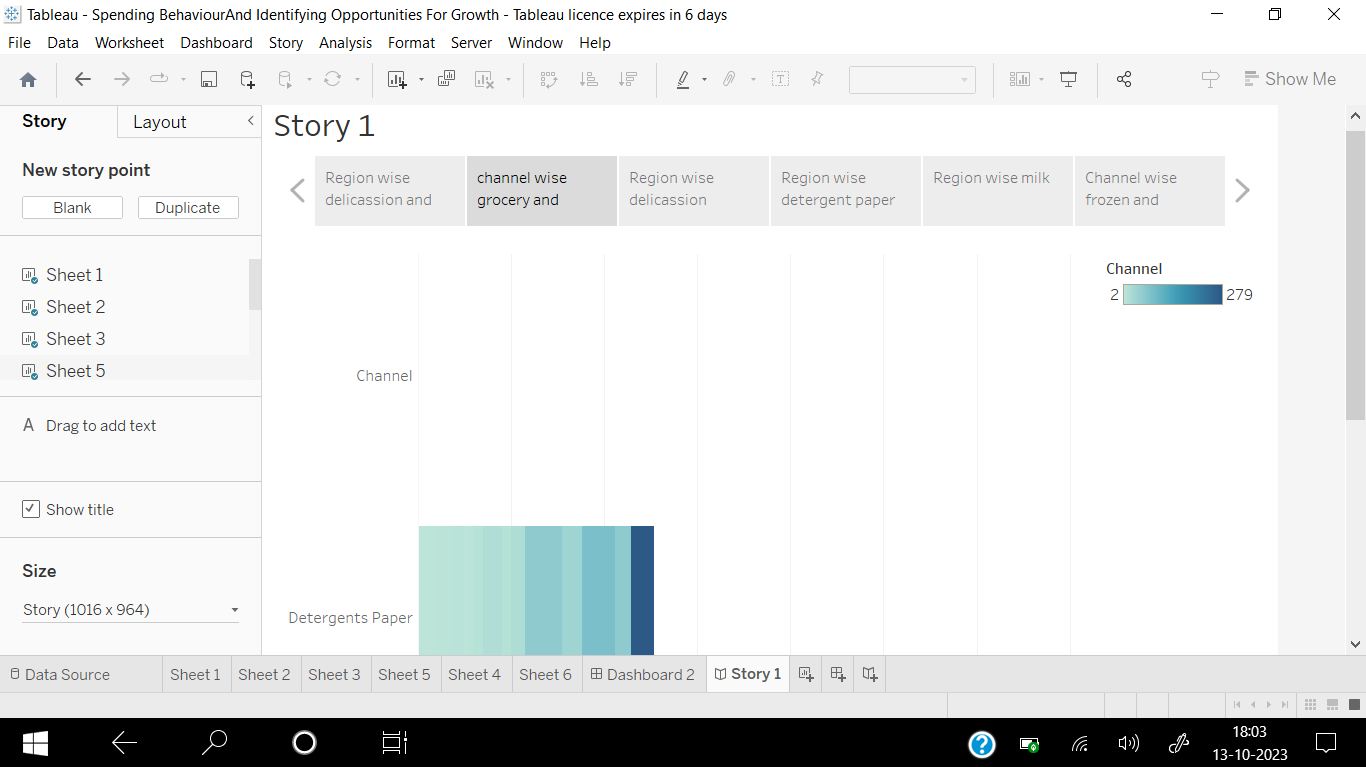 Tableau - Spending BehaviourAnd Identifying Opportunities For Growth - Tableau licence expires in 6 days
File Data Worksheet Dashboard Story Analysis Format Server Window Help
Show Me
Story Layout
New story point
Blank Duplicate
Sheet 1
Sheet 2
Sheet 3
Sheet 5
A Drag to add text
Show title
Size
Story (1016 x 964)
Story 1
Region wise
delicassion and
channel wise
grocery and
Region wise
delicassion
Region wise
detergent paper
Region wise milk
Channel wise
frozen and
Channel
2 279
Channel
Detergents Paper
Data Source Sheet 1 Sheet 2 Sheet 3 Sheet 5 Sheet 4 Sheet 6 Dashboard 2 Story 1
18:03
13-10-2023